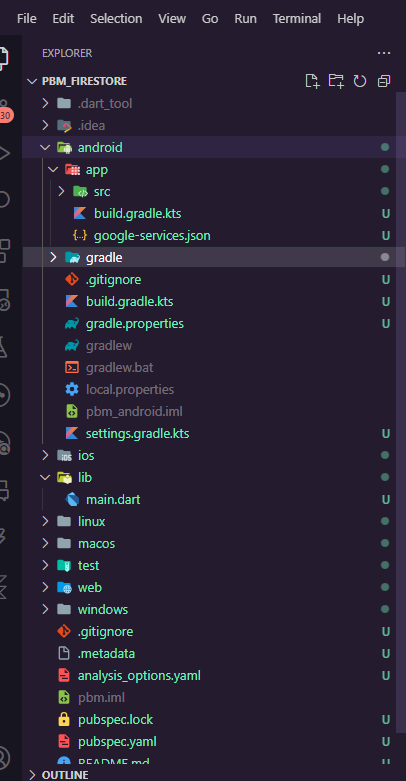 File Edit Selection View Go Run Terminal Help
EXPLORER ...
PBM_FIRESTORE
30
.dart_tool
.idea
android
app
src
build.gradle.kts U
google-services.json U
gradle
.gitignore U
build.gradle.kts U
gradle.properties U
gradlew
gradlew.bat
local.properties
pbm_android.iml
settings.gradle.kts U
ios
lib
main.dart U
linux
macos
test
web
windows
.gitignore U
.metadata U
analysis_options.yaml U
pbm.iml
pubspec.lock U
pubspec.yaml U
README.md U
OUTLINE